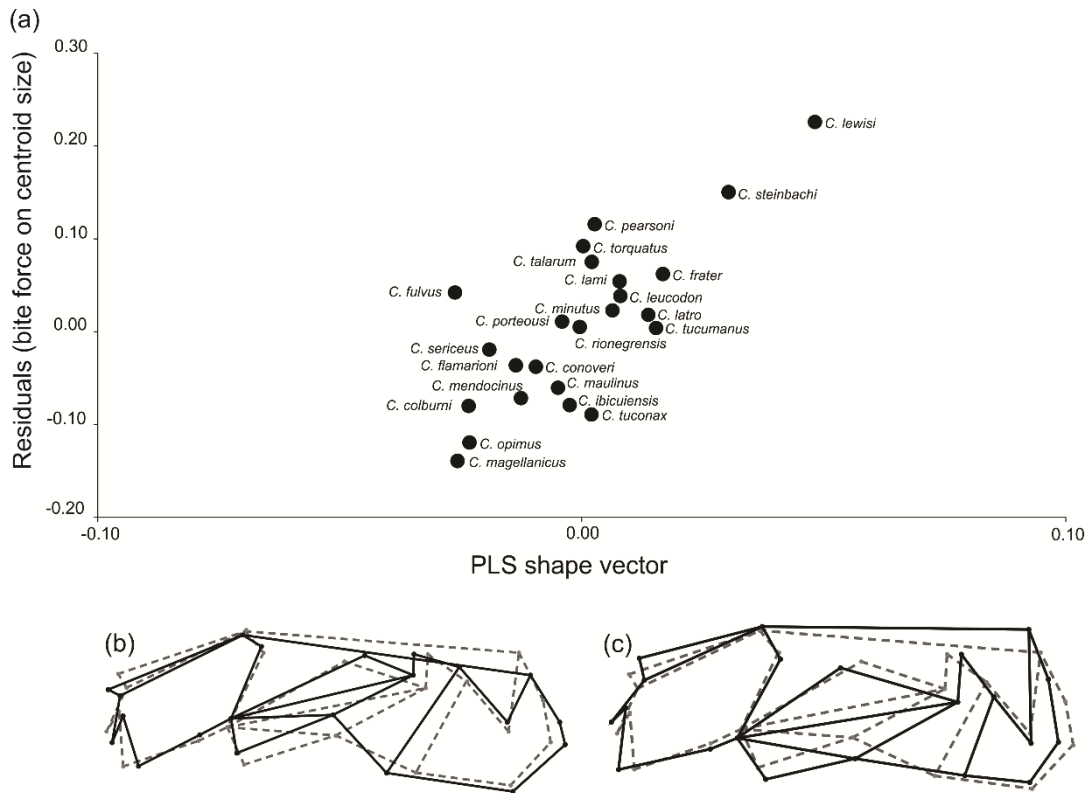 (a)
0.30
0.20
0.10
0.00
-0.10
-0.20
Residuals (bite force on centroid size)
C. lewisi
C. steinbachi
C. pearsoni
C. torquatus
C. talarum
C. frater
C. lami
C. fulvus
C. leucodon
C. minutus
C. latro
C. porteousi
C. tucumanus
C. rionegrensis
C. sericeus
C. flamarioni
C. conoveri
C. mendocinus
C. maulinus
C. colburni
C. ibicuiensis
C. tuconax
C. opimus
C. magellanicus
-0.10
0.00
0.10
PLS shape vector
(b)
(c)